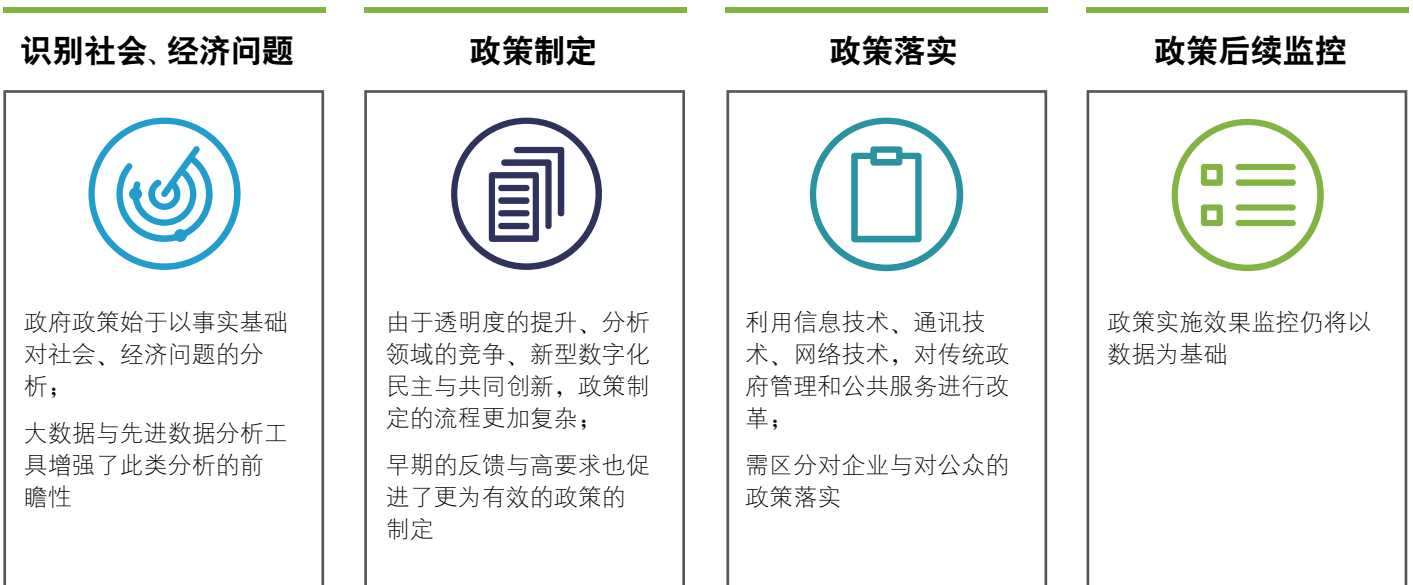 识别社会、经济问题
政府政策始于以事实基础
对社会、经济问题的分
析；
大数据与先进数据分析工
具增强了此类分析的前
瞻性
政策制定
由于透明度的提升、分析
领域的竞争、新型数字化
民主与共同创新，政策制
定的流程更加复杂；
早期的反馈与高要求也促
进了更为有效的政策的
制定
政策落实
利用信息技术、通讯技
术、网络技术，对传统政
府管理和公共服务进行改
革；
需区分对企业与对公众的
政策落实
政策后续监控
政策实施效果监控仍将以
数据为基础